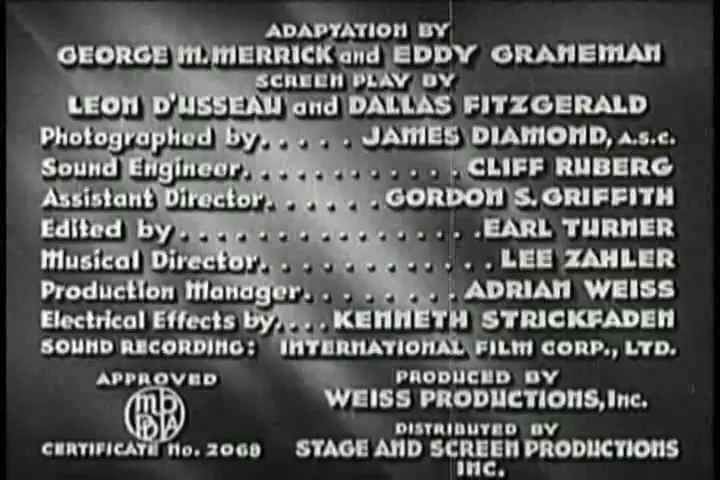 ADAPTATION BY
GEORGE M. MERRICK and EDDY GRANEMAN
SCREEN PLAY BY
LEON D'USSEAU and DALLAS FITZGERALD
Photographed by. . . . . JAMES DIAMOND, A.S.C.
Sound Engineer. . . . . . . . . . . . CLIFF RUBERG
Assistant Director. . . . . . . GORDON S. GRIFFITH
Edited by . . . . . . . . . . . . . . . . EARL TURNER
Musical Director. . . . . . . . . . . . . LEE ZAHLER
Production Manager. . . . . . . . ADRIAN WEISS
Electrical Effects by. . . . KENNETH STRICKFADEN
SOUND RECORDING: INTERNATIONAL FILM CORP., LTD.
APPROVED
MPPDA
CERTIFICATE No. 2068
PRODUCED BY
WEISS PRODUCTIONS, Inc.
DISTRIBUTED BY
STAGE AND SCREEN PRODUCTIONS
INC.